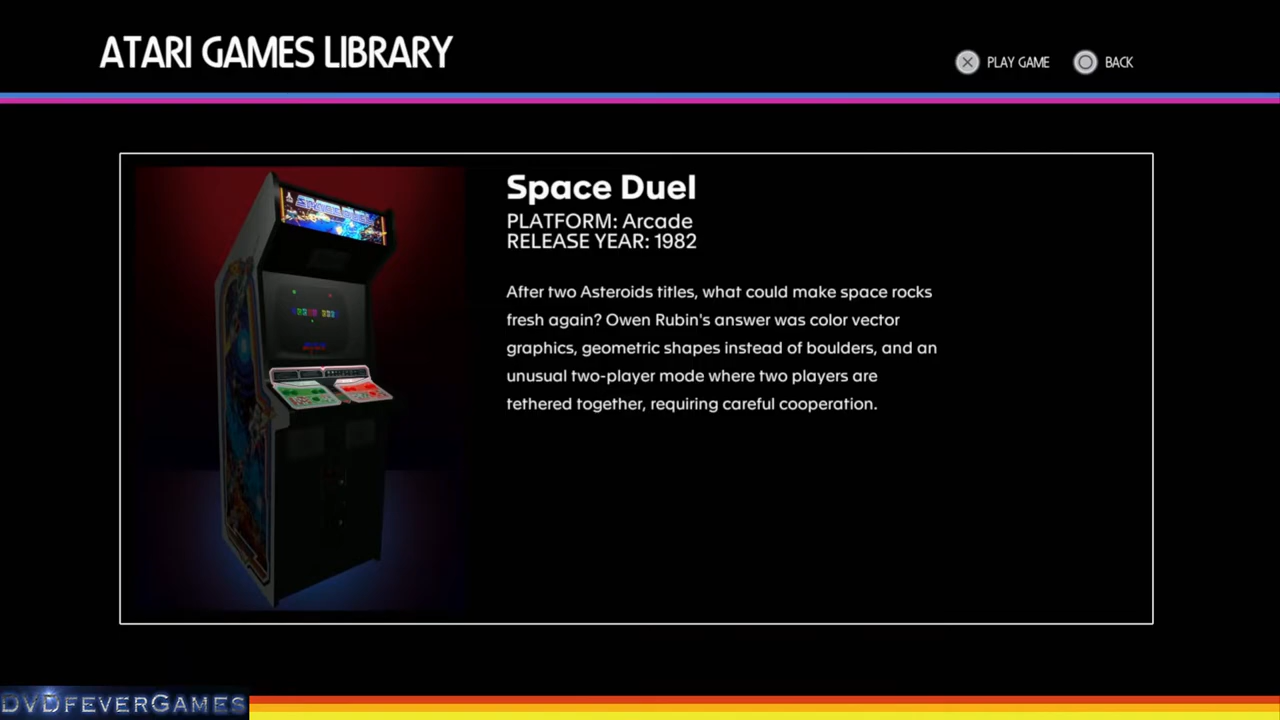 ATARI GAMES LIBRARY
PLAY GAME
BACK
SPACE DUEL
Space Duel
PLATFORM: Arcade
RELEASE YEAR: 1982
After two Asteroids titles, what could make space rocks
fresh again? Owen Rubin's answer was color vector
graphics, geometric shapes instead of boulders, and an
unusual two-player mode where two players are
tethered together, requiring careful cooperation.
DVDFEVERGAMES